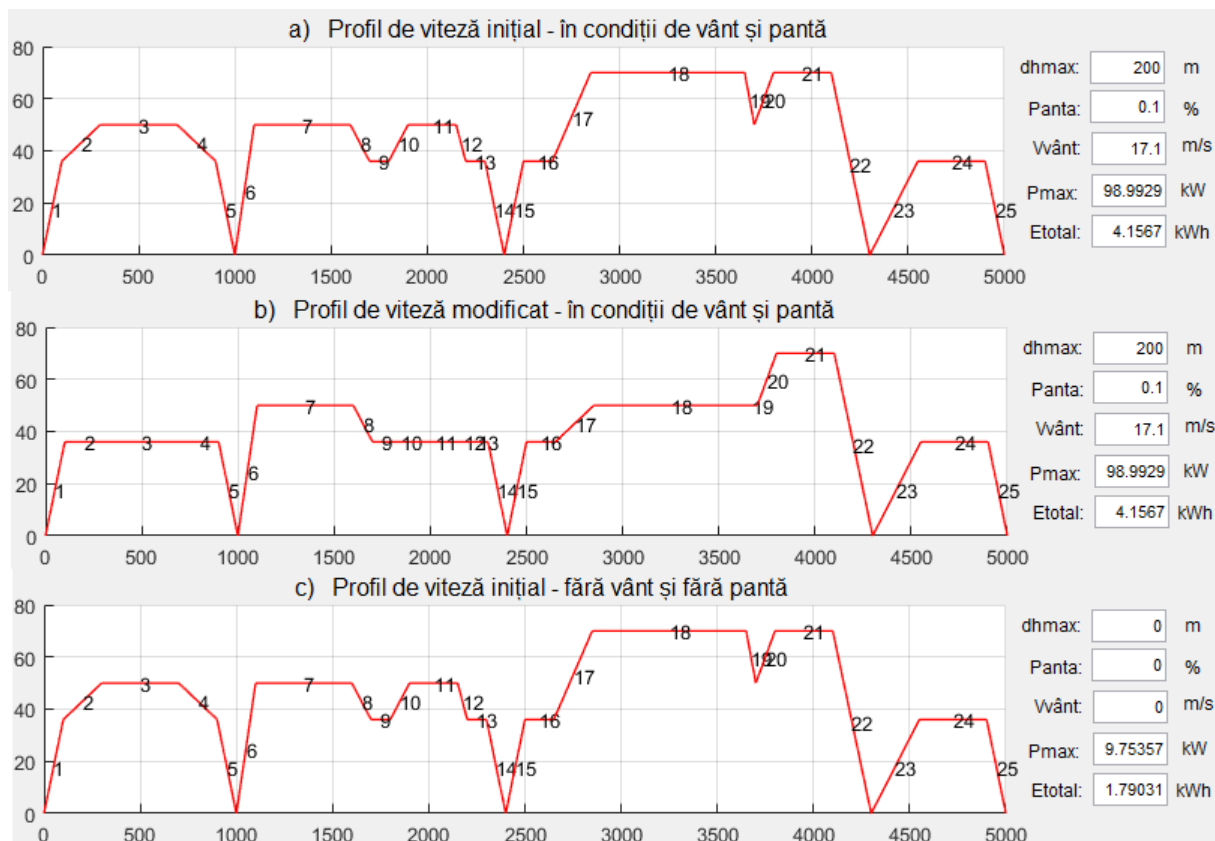 a) Profil de viteză inițial - în condiții de vânt și pantă
80
60
40
20
0
0 500 1000 1500 2000 2500 3000 3500 4000 4500 5000
1 2 3 4 5 6 7 8 9 10 11 12 13 14 15 16 17 18 19 20 21 22 23 24 25
dhmax: 200 m
Panta: 0.1 %
Vvânt: 17.1 m/s
Pmax: 98.9929 kW
Etotal: 4.1567 kWh
b) Profil de viteză modificat - în condiții de vânt și pantă
80
60
40
20
0
0 500 1000 1500 2000 2500 3000 3500 4000 4500 5000
1 2 3 4 5 6 7 8 9 10 11 12 13 14 15 16 17 18 19 20 21 22 23 24 25
dhmax: 200 m
Panta: 0.1 %
Vvânt: 17.1 m/s
Pmax: 98.9929 kW
Etotal: 4.1567 kWh
c) Profil de viteză inițial - fără vânt și fără pantă
80
60
40
20
0
0 500 1000 1500 2000 2500 3000 3500 4000 4500 5000
1 2 3 4 5 6 7 8 9 10 11 12 13 14 15 16 17 18 19 20 21 22 23 24 25
dhmax: 0 m
Panta: 0 %
Vvânt: 0 m/s
Pmax: 9.75357 kW
Etotal: 1.79031 kWh